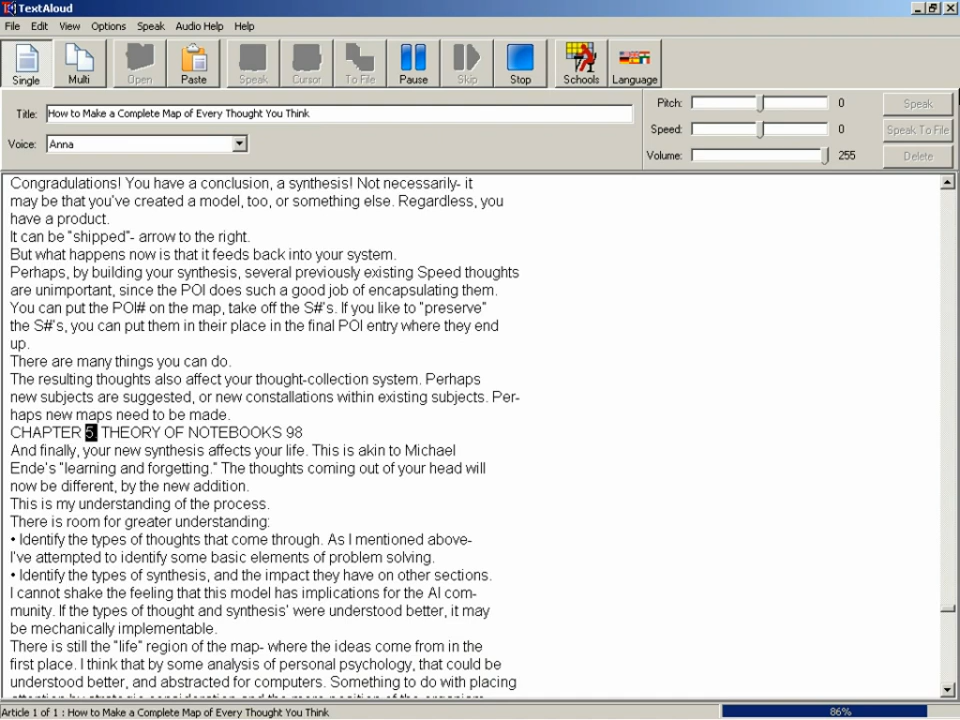 TextAloud
File Edit View Options Speak Audio Help Help
Single Multi Open Paste Speak Cursor To File Pause Skip Stop Schools Language
Title: How to Make a Complete Map of Every Thought You Think
Voice: Anna
Pitch: 0 Speak
Speed: 0 Speak To File
Volume: 255 Delete
Congradulations! You have a conclusion, a synthesis! Not necessarily- it
may be that you've created a model, too, or something else. Regardless, you
have a product.
It can be "shipped"- arrow to the right.
But what happens now is that it feeds back into your system.
Perhaps, by building your synthesis, several previously existing Speed thoughts
are unimportant, since the POI does such a good job of encapsulating them.
You can put the POI# on the map, take off the S#'s. If you like to "preserve"
the S#'s, you can put them in their place in the final POI entry where they end
up.
There are many things you can do.
The resulting thoughts also affect your thought-collection system. Perhaps
new subjects are suggested, or new constallations within existing subjects. Per-
haps new maps need to be made.
CHAPTER 5. THEORY OF NOTEBOOKS 98
And finally, your new synthesis affects your life. This is akin to Michael
Ende's "learning and forgetting." The thoughts coming out of your head will
now be different, by the new addition.
This is my understanding of the process.
There is room for greater understanding:
• Identify the types of thoughts that come through. As I mentioned above-
I've attempted to identify some basic elements of problem solving.
• Identify the types of synthesis, and the impact they have on other sections.
I cannot shake the feeling that this model has implications for the AI com-
munity. If the types of thought and synthesis' were understood better, it may
be mechanically implementable.
There is still the "life" region of the map- where the ideas come from in the
first place. I think that by some analysis of personal psychology, that could be
understood better, and abstracted for computers. Something to do with placing
Article 1 of 1 : How to Make a Complete Map of Every Thought You Think 86%